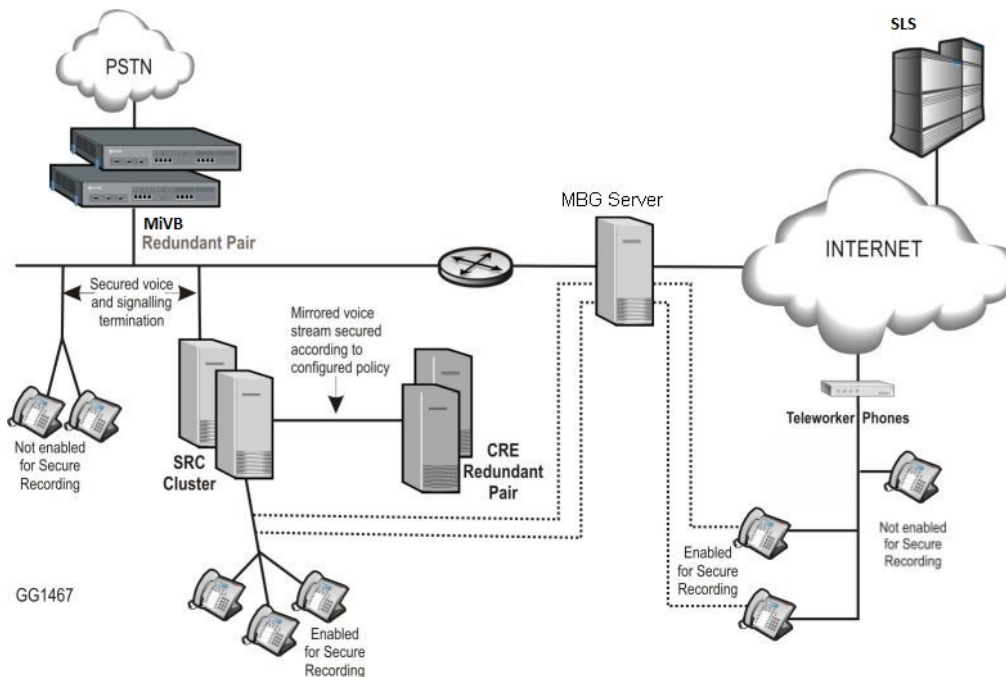 PSTN
SLS
MiVB
Redundant Pair
MBG Server
INTERNET
Secured voice
and signalling
termination
Mirrored voice
stream secured
according to
configured policy
Teleworker Phones
Not enabled
for Secure
Recording
SRC
Cluster
CRE
Redundant
Pair
Not enabled
for Secure
Recording
Enabled
for Secure
Recording
GG1467
Enabled
for Secure
Recording